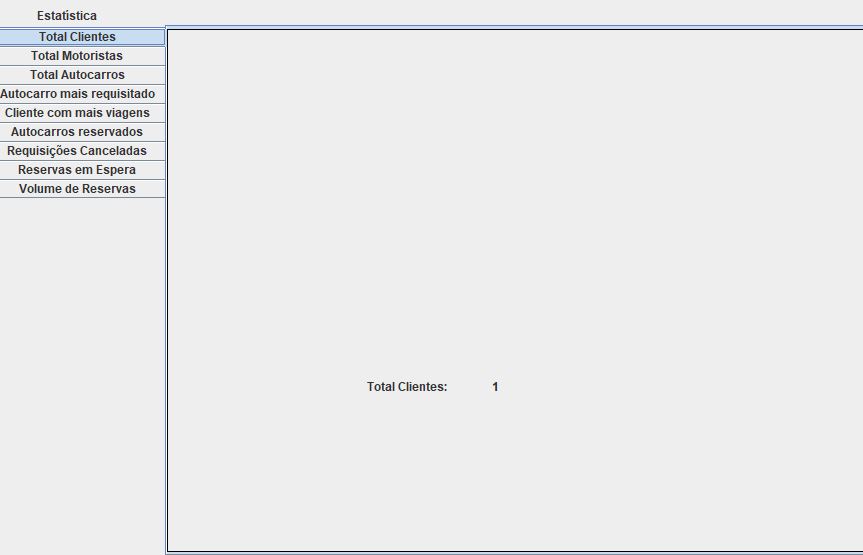 Estatística
Total Clientes
Total Motoristas
Total Autocarros
Autocarro mais requisitado
Cliente com mais viagens
Autocarros reservados
Requisições Canceladas
Reservas em Espera
Volume de Reservas
Total Clientes: 1